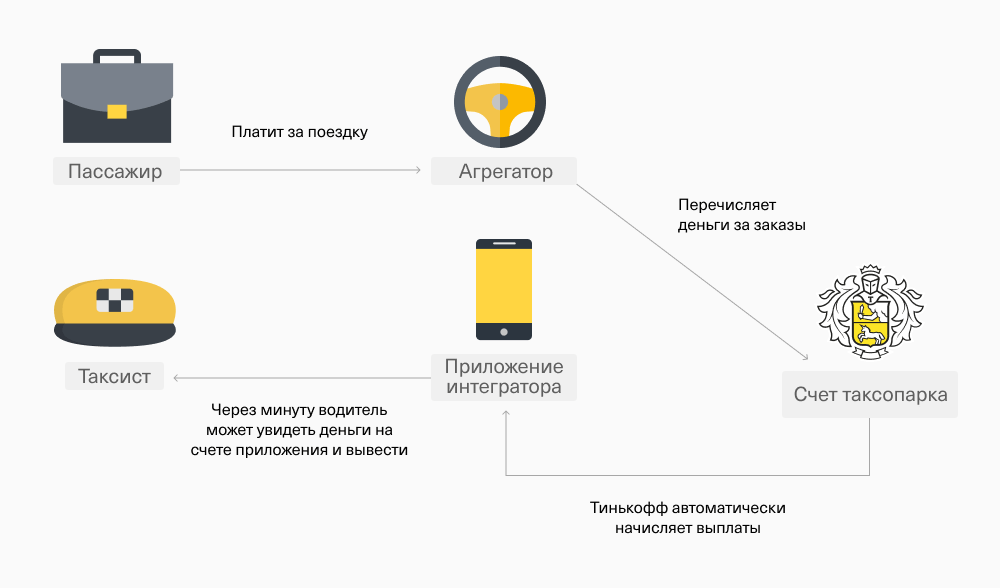 Платит за поездку
Пассажир
Агрегатор
Перечисляет
деньги за заказы
Приложение
интегратора
Таксист
Счет таксопарка
Через минуту водитель
может увидеть деньги на
счете приложения и вывести
Тинькофф автоматически
начисляет выплаты